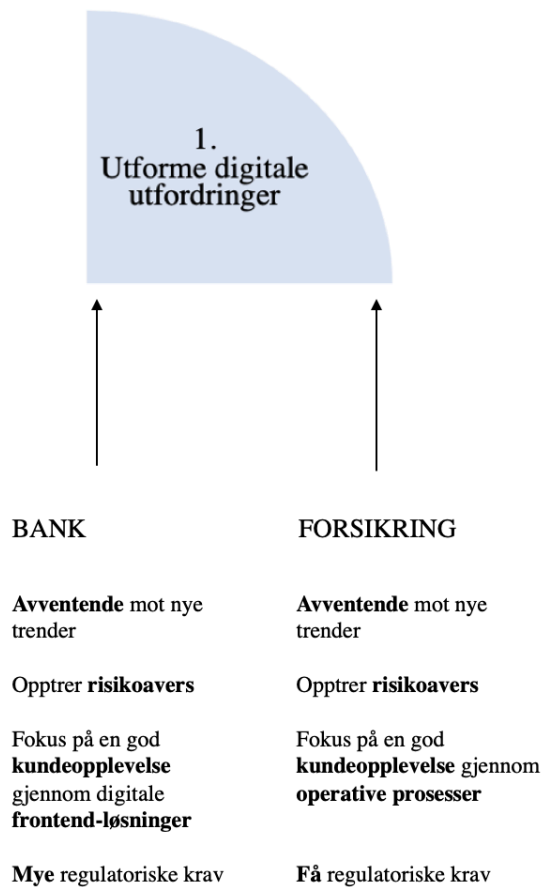 1.
Utforme digitale
utfordringer
BANK
Avventende mot nye
trender
Opptrer risikoavers
Fokus på en god
kundeopplevelse
gjennom digitale
frontend-løsninger
Mye regulatoriske krav
FORSIKRING
Avventende mot nye
trender
Opptrer risikoavers
Fokus på en god
kundeopplevelse gjennom
operative prosesser
Få regulatoriske krav